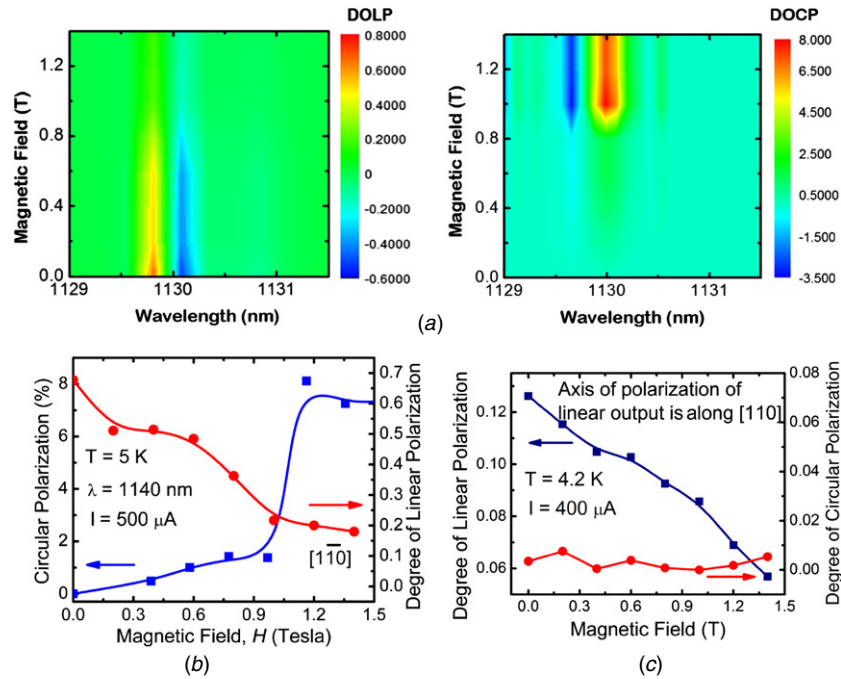 DOLP
Magnetic Field (T)
1.2
0.8
0.4
0.0
1129
1130
1131
Wavelength (nm)
0.8000
0.6000
0.4000
0.2000
0
-0.2000
-0.4000
-0.6000
DOCP
Magnetic Field (T)
1.2
0.8
0.4
0.0
1129
1130
1131
Wavelength (nm)
8.000
6.500
4.500
2.500
0.5000
-1.500
-3.500
(a)
Circular Polarization (%)
8
6
4
2
0
T = 5 K
λ = 1140 nm
I = 500 μA
[1̅1̅0]
0.7
0.6
0.5
0.4
0.3
0.2
0.1
0.0
Degree of Linear Polarization
0.0
0.3
0.6
0.9
1.2
1.5
Magnetic Field, H (Tesla)
(b)
Degree of Linear Polarization
0.12
0.10
0.08
0.06
Axis of polarization of
linear output is along [110]
T = 4.2 K
I = 400 μA
0.08
0.06
0.04
0.02
0.00
Degree of Circular Polarization
0.0
0.3
0.6
0.9
1.2
1.5
Magnetic Field (T)
(c)